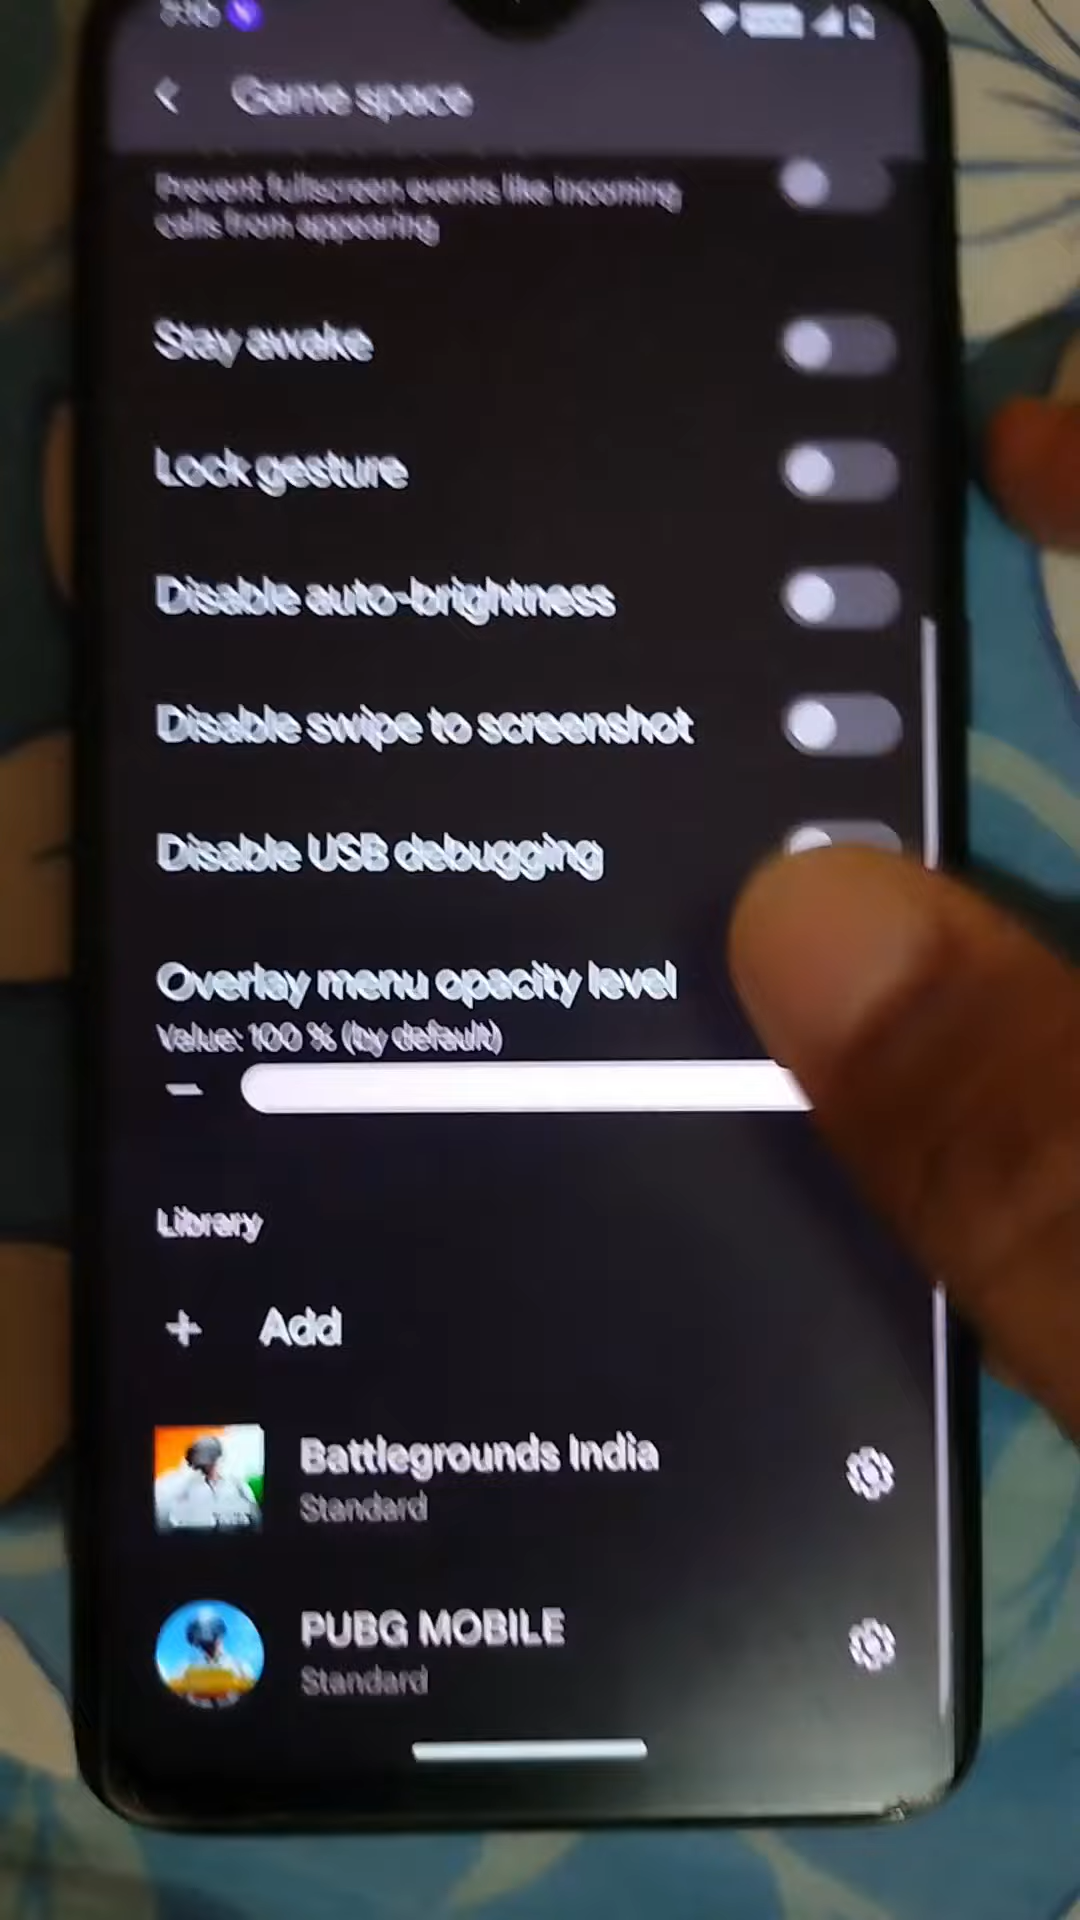 Game space
Prevent fullscreen events like incoming
calls from appearing
Stay awake
Lock gesture
Disable auto-brightness
Disable swipe to screenshot
Disable USB debugging
Overlay menu opacity level
Value: 100 % (by default)
Library
+ Add
Battlegrounds India
Standard
PUBG MOBILE
Standard